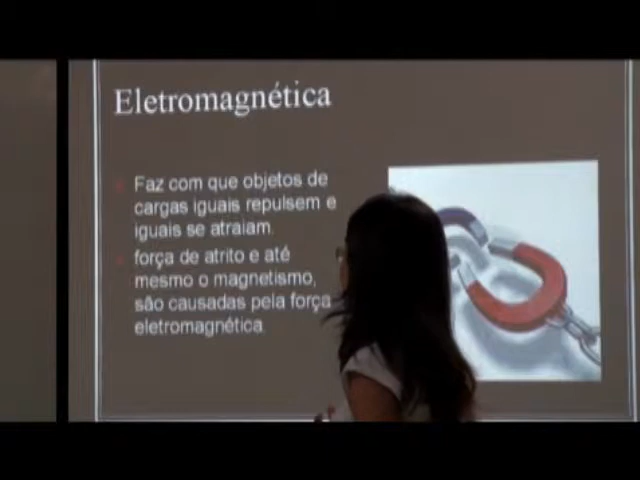 Eletromagnética
Faz com que objetos de
cargas iguais repulsem e
iguais se atraiam.
força de atrito e até
mesmo o magnetismo,
são causadas pela força
eletromagnética.